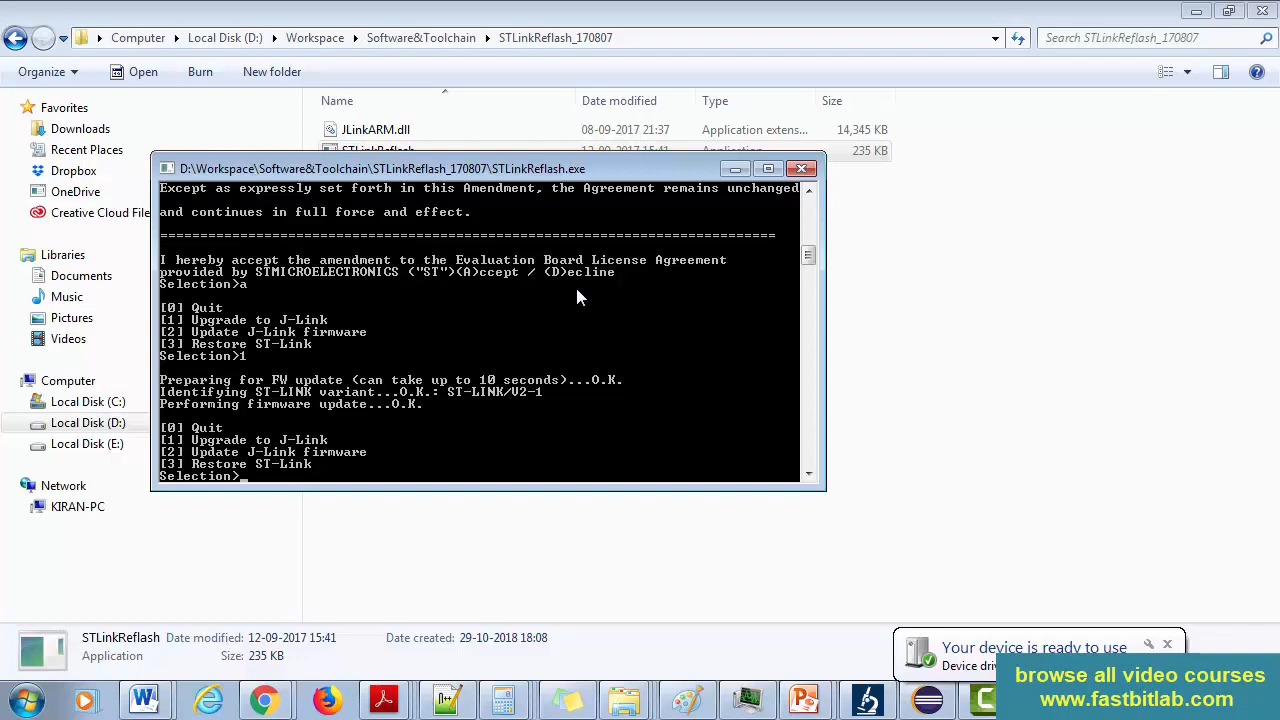 Computer Local Disk (D:) Workspace Software&Toolchain STLinkReflash_170807
Search STLinkReflash_170807
Organize Open Burn New folder
Favorites
Downloads
Recent Places
Dropbox
OneDrive
Creative Cloud Fil
Libraries
Documents
Music
Pictures
Videos
Computer
Local Disk (C:)
Local Disk (D:)
Local Disk (E:)
Network
KIRAN-PC
Name Date modified Type Size
JLinkARM.dll 08-09-2017 21:37 Application extens... 14,345 KB
STLinkReflash 12-09-2017 15:41 Application 235 KB
D:\Workspace\Software&Toolchain\STLinkReflash_170807\STLinkReflash.exe
Except as expressly set forth in this Amendment, the Agreement remains unchanged
and continues in full force and effect.
=============================================================================
I hereby accept the amendment to the Evaluation Board License Agreement
provided by STMICROELECTRONICS ("ST")(A)ccept / (D)ecline
Selection>a
[0] Quit
[1] Upgrade to J-Link
[2] Update J-Link firmware
[3] Restore ST-Link
Selection>1
Preparing for FW update (can take up to 10 seconds)...O.K.
Identifying ST-LINK variant...O.K.: ST-LINK/V2-1
Performing firmware update...O.K.
[0] Quit
[1] Upgrade to J-Link
[2] Update J-Link firmware
[3] Restore ST-Link
Selection>_
STLinkReflash Date modified: 12-09-2017 15:41 Date created: 29-10-2018 18:08
Application Size: 235 KB
Your device is ready to use
Device driv
browse all video courses
www.fastbitlab.com